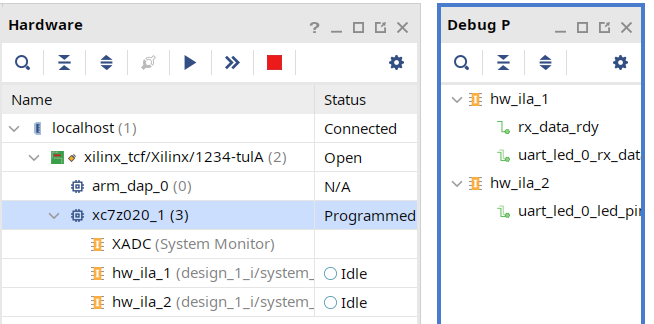 Hardware
Name Status
localhost (1) Connected
xilinx_tcf/Xilinx/1234-tulA (2) Open
arm_dap_0 (0) N/A
xc7z020_1 (3) Programmed
XADC (System Monitor)
hw_ila_1 (design_1_i/system_ Idle
hw_ila_2 (design_1_i/system_ Idle
Debug P
hw_ila_1
rx_data_rdy
uart_led_0_rx_dat
hw_ila_2
uart_led_0_led_pi